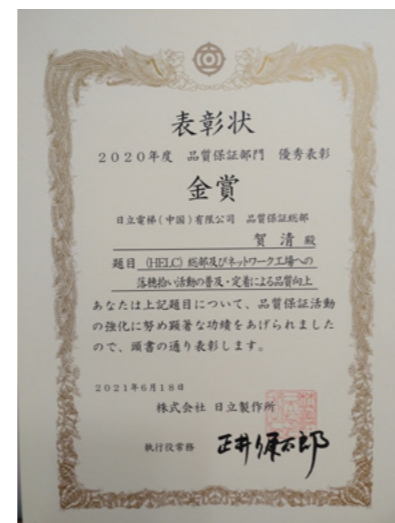 表彰状
2020年度 品質保証部門 優秀表彰
金賞
日立電梯(中国)有限公司 品質保証総部
賀 清 殿
題目 (HELC) 総部及びネットワーク工場への
落穂拾い活動の普及・定着による品質向上
あなたは上記題目について、品質保証活動
の強化に努め顕著な功績をあげられました
ので、頭書の通り表彰します。
2021年6月18日
株式会社 日立製作所
執行役常務 正井健太郎